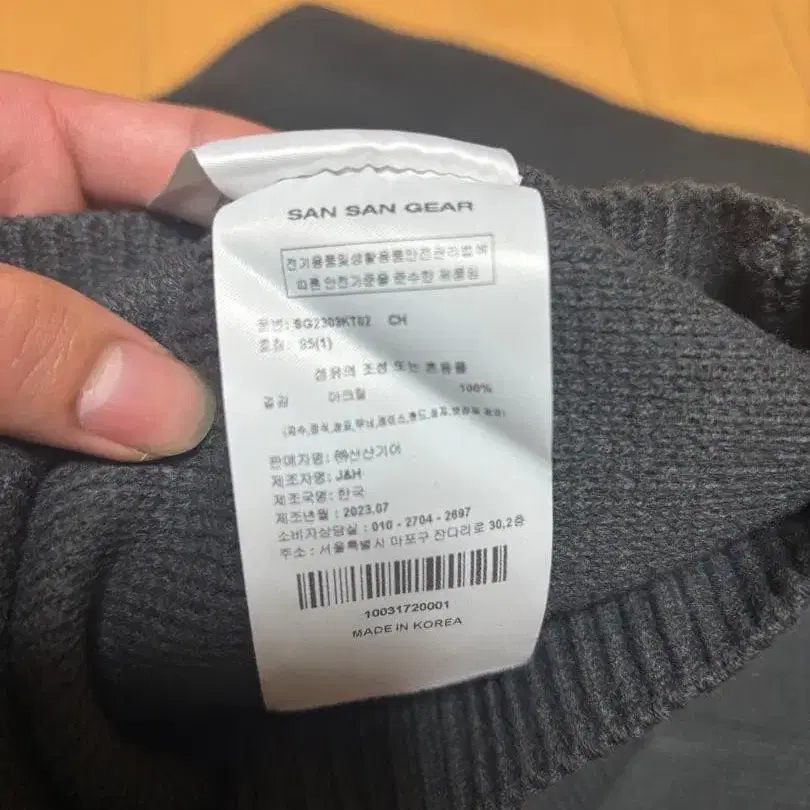 SAN SAN GEAR
전기용품및생활용품안전관리법에
따른 안전기준을 준수한 제품임
품번: SG2309KT02 CH
호칭: 95(1)
섬유의 조성 또는 혼용률
겉감 아크릴 100%
판매자명: ㈜산산기어
제조자명: J&H
제조국명: 한국
제조년월 : 2023.07
소비자상담실 : 010 - 2704 - 2697
주소 : 서울특별시 마포구 잔다리로 30,2층
10031720001
MADE IN KOREA